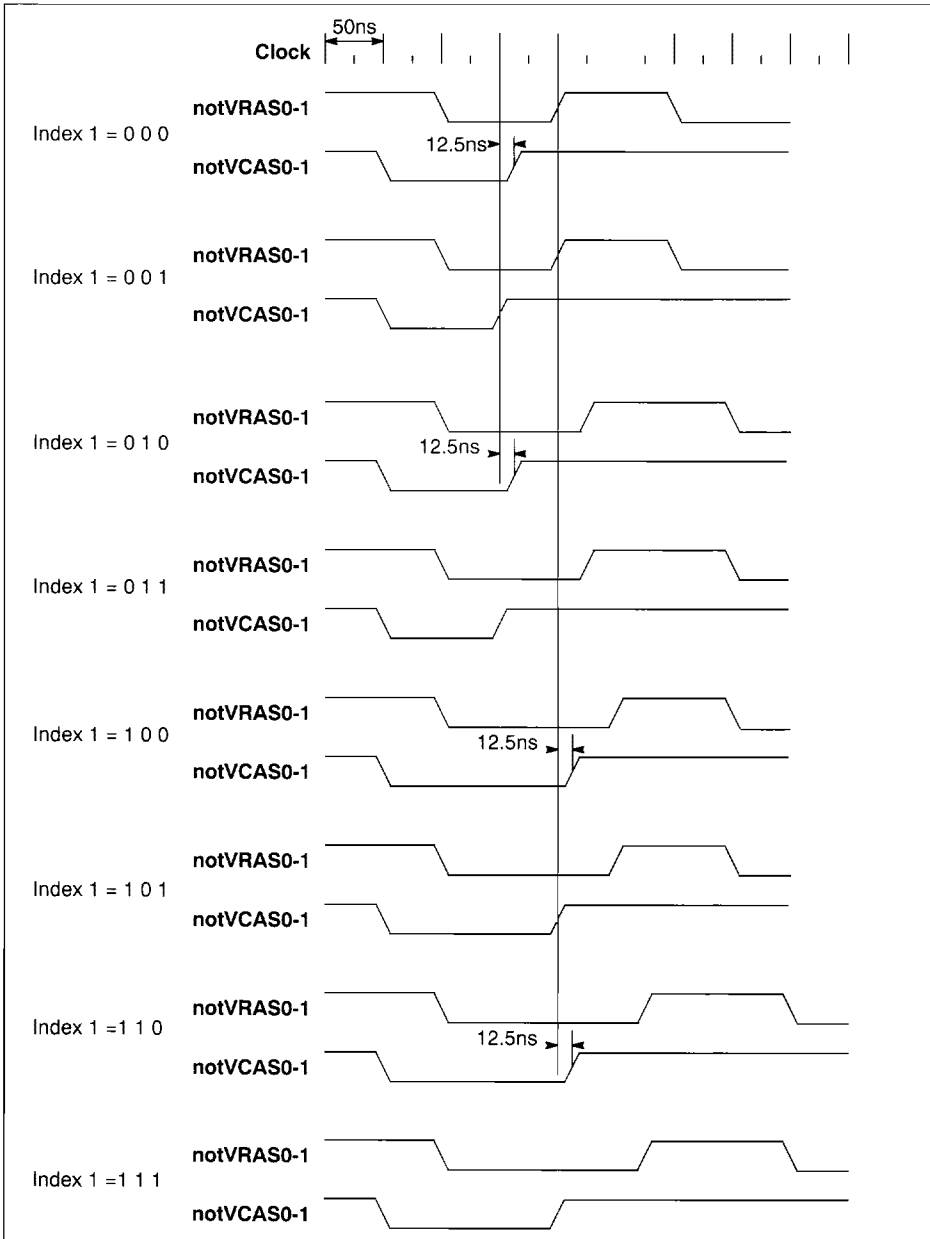 50ns
Clock
notVRAS0-1
Index 1 = 0 0 0
12.5ns
notVCAS0-1
notVRAS0-1
Index 1 = 0 0 1
notVCAS0-1
notVRAS0-1
Index 1 = 0 1 0
12.5ns
notVCAS0-1
notVRAS0-1
Index 1 = 0 1 1
notVCAS0-1
notVRAS0-1
Index 1 = 1 0 0
12.5ns
notVCAS0-1
notVRAS0-1
Index 1 = 1 0 1
notVCAS0-1
notVRAS0-1
Index 1 =1 1 0
12.5ns
notVCAS0-1
notVRAS0-1
Index 1 =1 1 1
notVCAS0-1